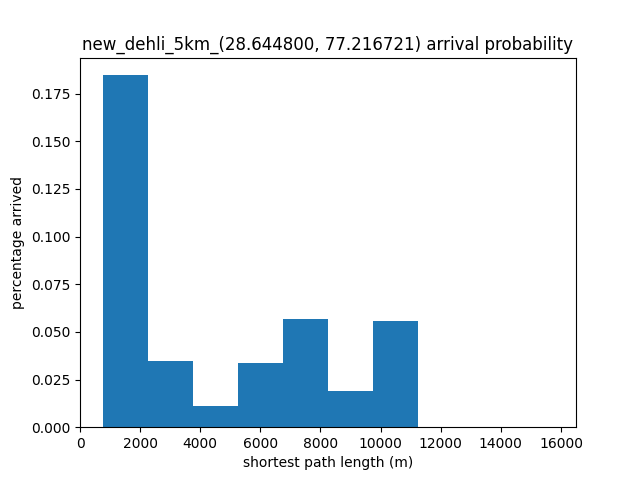 new_dehli_5km_(28.644800, 77.216721) arrival probability
0.175
0.150
0.125
0.100
0.075
0.050
0.025
0.000
percentage arrived
0 2000 4000 6000 8000 10000 12000 14000 16000
shortest path length (m)